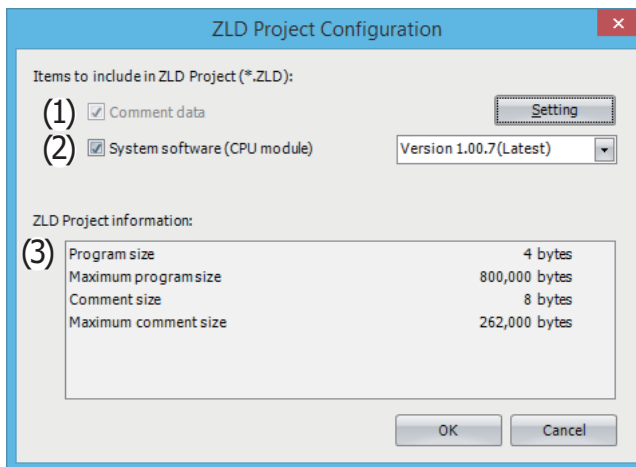 ZLD Project Configuration
Items to include in ZLD Project (*.ZLD):
(1) Comment data Setting
(2) System software (CPU module) Version 1.00.7(Latest)
ZLD Project information:
(3) Program size 4 bytes
Maximum program size 800,000 bytes
Comment size 8 bytes
Maximum comment size 262,000 bytes
OK Cancel